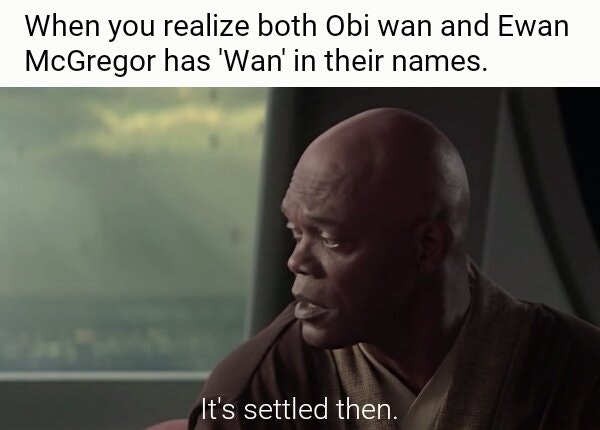 When you realize both Obi wan and Ewan
McGregor has 'Wan' in their names.
It's settled then.